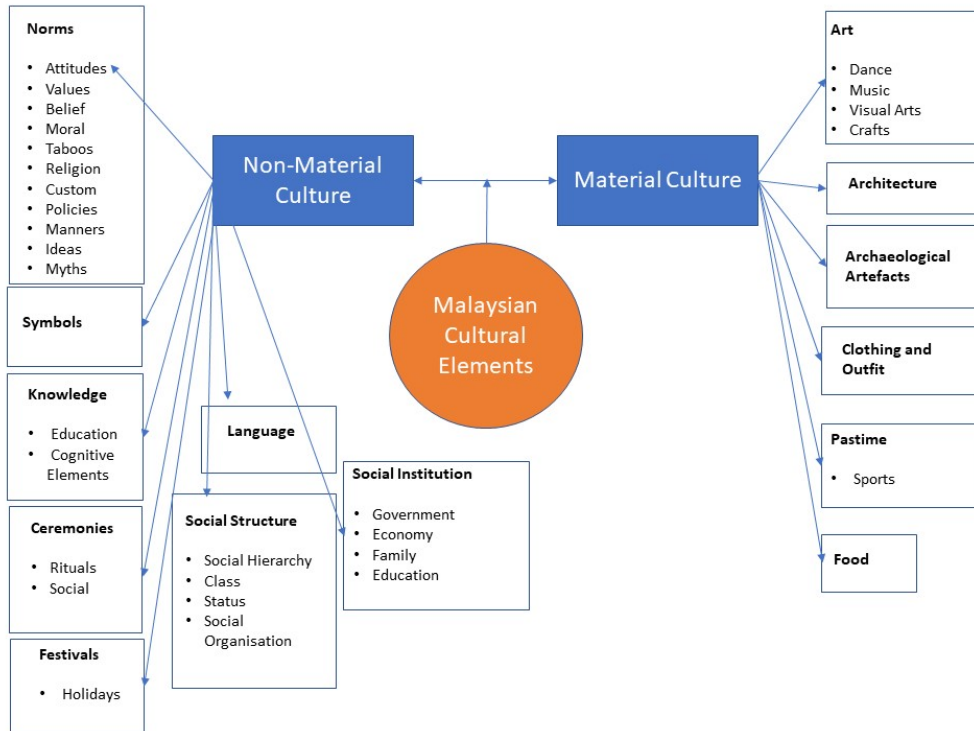 Norms
• Attitudes
• Values
• Belief
• Moral
• Taboos
• Religion
• Custom
• Policies
• Manners
• Ideas
• Myths
Symbols
Knowledge
• Education
• Cognitive
Elements
Ceremonies
• Rituals
• Social
Festivals
• Holidays
Non-Material
Culture
Language
Social Structure
• Social Hierarchy
• Class
• Status
• Social
Organisation
Social Institution
• Government
• Economy
• Family
• Education
Malaysian
Cultural
Elements
Material Culture
Art
• Dance
• Music
• Visual Arts
• Crafts
Architecture
Archaeological
Artefacts
Clothing and
Outfit
Pastime
• Sports
Food